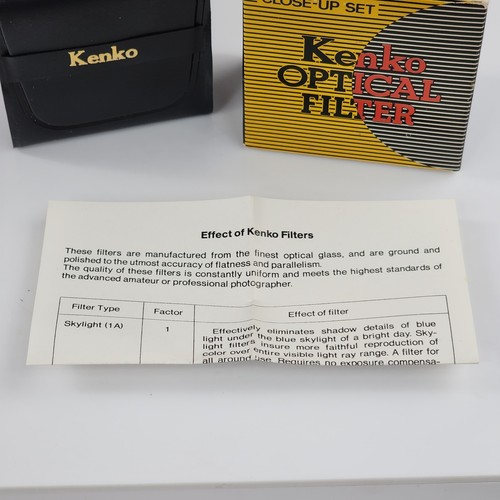 Kenko
CLOSE-UP SET
Kenko
OPTICAL
FILTER
Effect of Kenko Filters
These filters are manufactured from the finest optical glass, and are ground and
polished to the utmost accuracy of flatness and parallelism.
The quality of these filters is constantly uniform and meets the highest standards of
the advanced amateur or professional photographer.
Filter Type Factor Effect of filter
Skylight (1A) 1 Effectively eliminates shadow details of blue
light under the blue skylight of a bright day. Sky-
light filters insure more faithful reproduction of
color over entire visible light ray range. A filter for
all around use. Requires no exposure compensa-